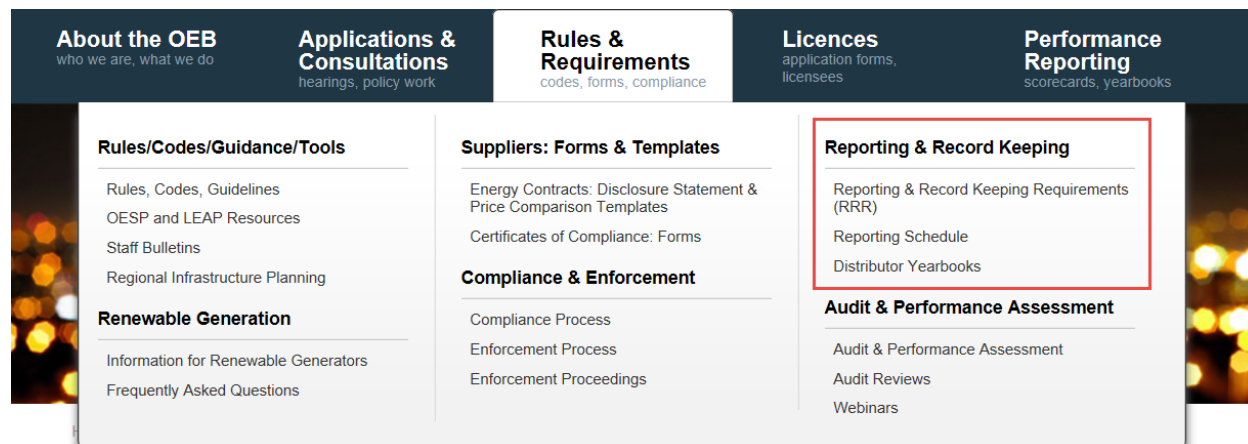 About the OEB
who we are, what we do
Applications &
Consultations
hearings, policy work
Rules &
Requirements
codes, forms, compliance
Licences
application forms,
licensees
Performance
Reporting
scorecards, yearbooks
Rules/Codes/Guidance/Tools
Rules, Codes, Guidelines
OESP and LEAP Resources
Staff Bulletins
Regional Infrastructure Planning
Renewable Generation
Information for Renewable Generators
Frequently Asked Questions
Suppliers: Forms & Templates
Energy Contracts: Disclosure Statement &
Price Comparison Templates
Certificates of Compliance: Forms
Compliance & Enforcement
Compliance Process
Enforcement Process
Enforcement Proceedings
Reporting & Record Keeping
Reporting & Record Keeping Requirements
(RRR)
Reporting Schedule
Distributor Yearbooks
Audit & Performance Assessment
Audit & Performance Assessment
Audit Reviews
Webinars